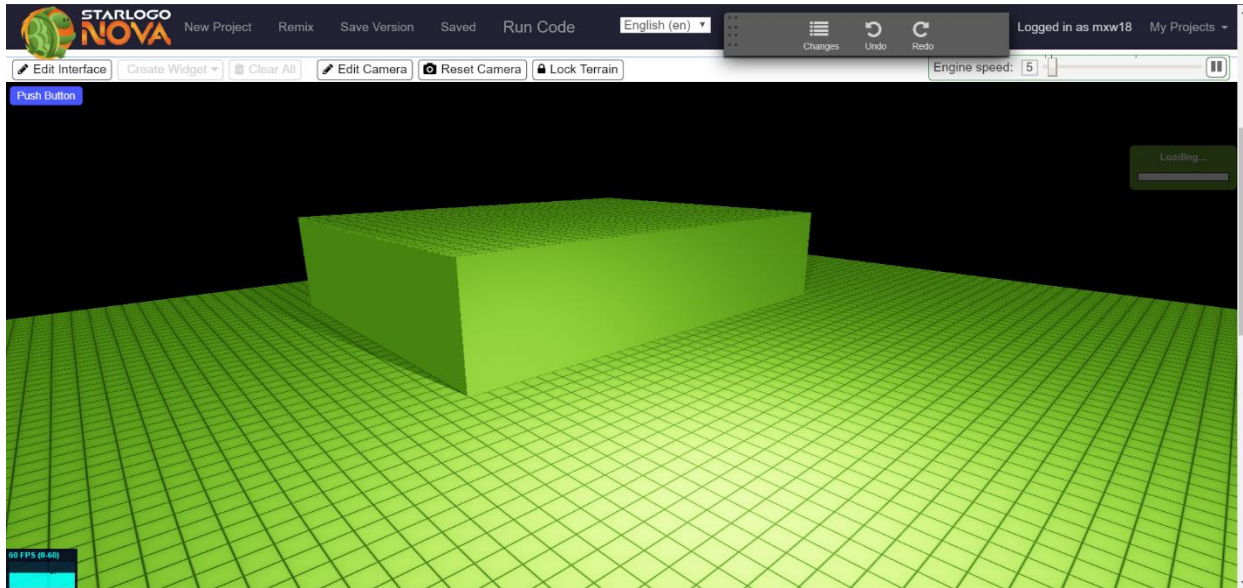 STARLOGO
NOVA
New Project Remix Save Version Saved Run Code English (en) Changes Undo Redo Logged in as mxw18 My Projects
Edit Interface Create Widget Clear All Edit Camera Reset Camera Lock Terrain Engine speed: 5
Push Button
Loading...
60 FPS (0-60)